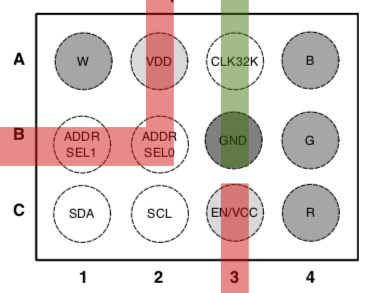 A W VDD CLK32K B
B ADDR SEL1 ADDR SEL0 GND G
C SDA SCL EN/VCC R
1 2 3 4